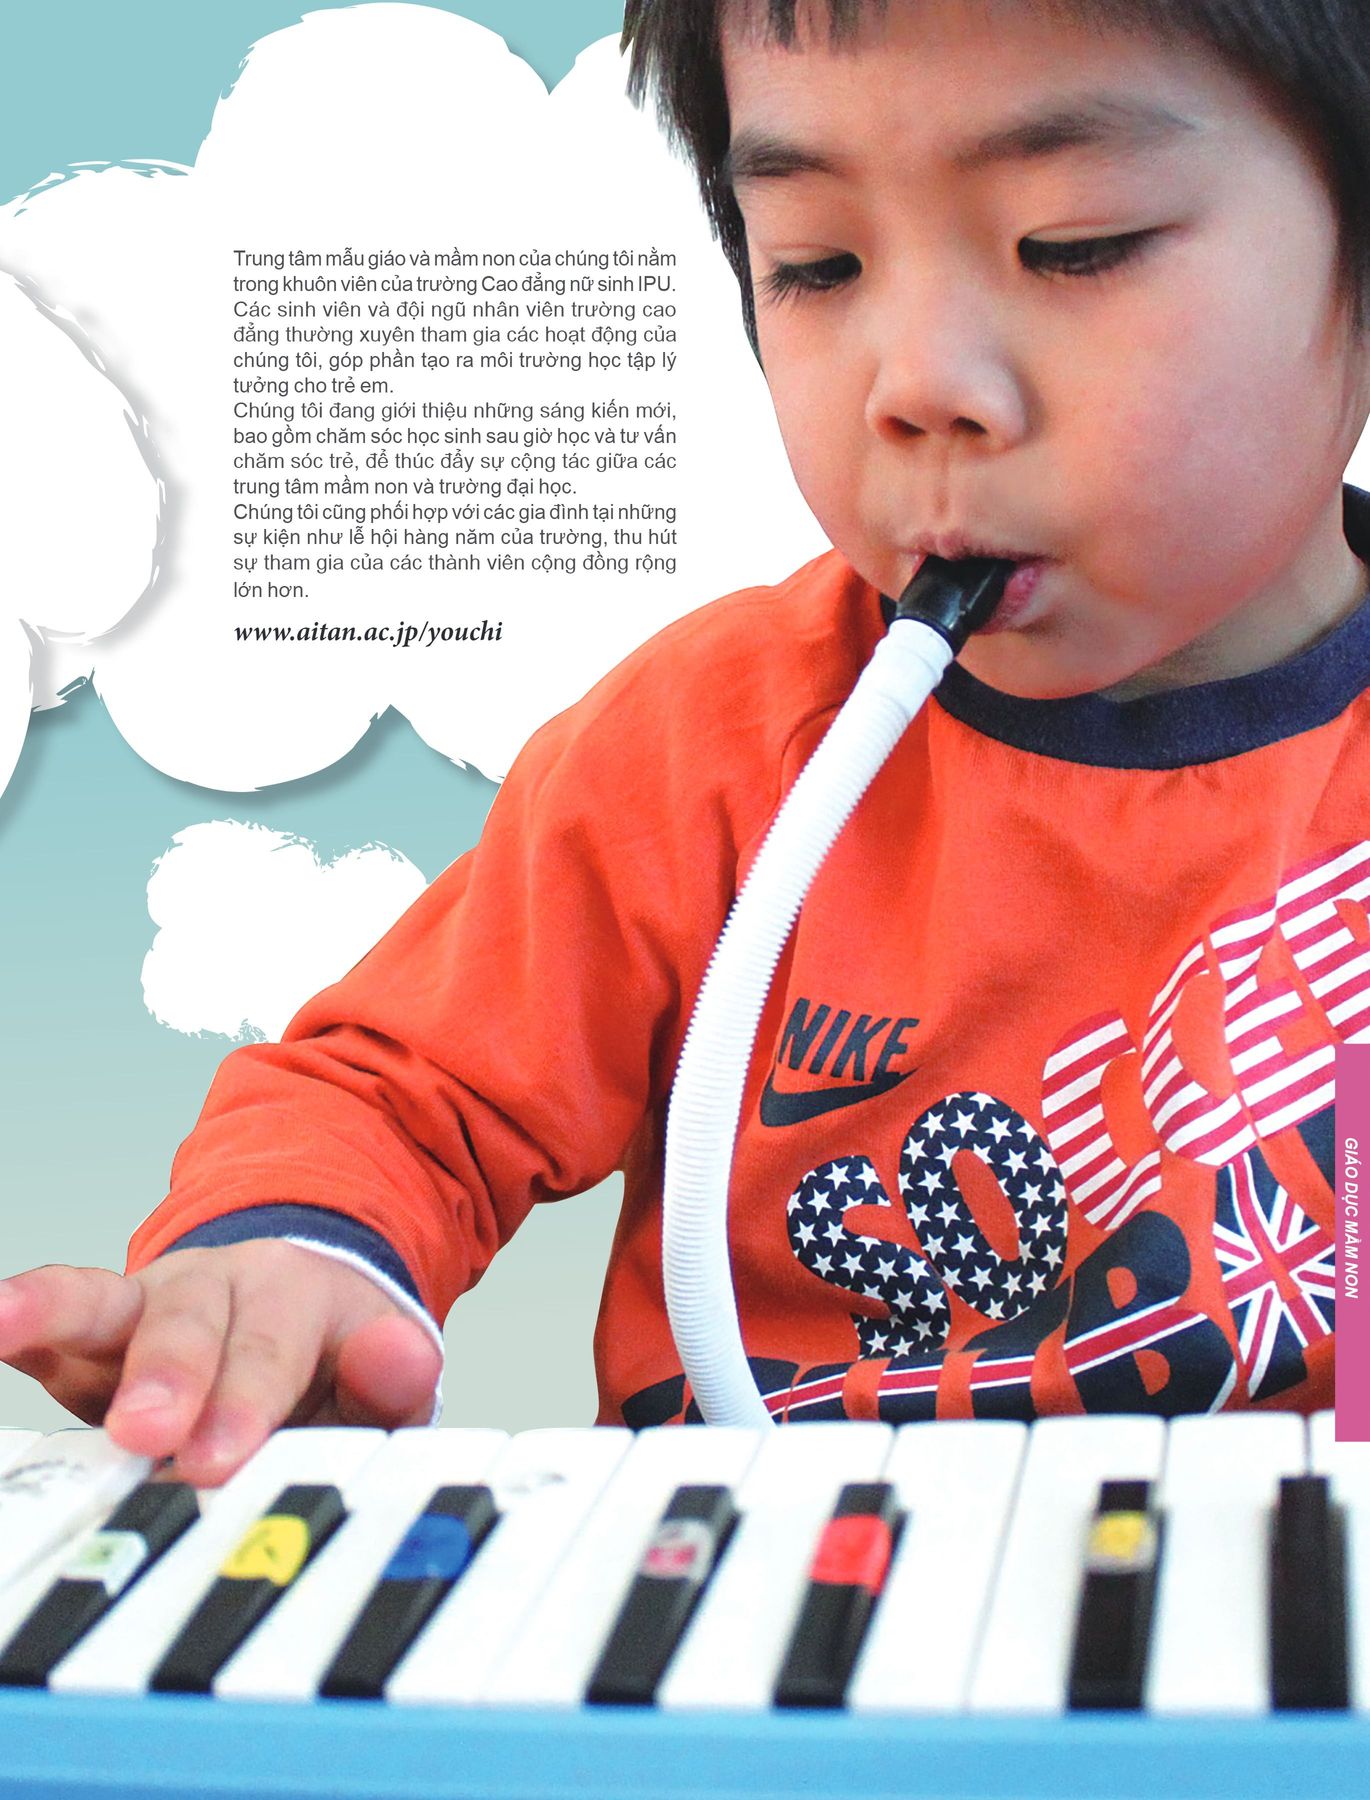 Trung tâm mẫu giáo và mầm non của chúng tôi nằm
trong khuôn viên của trường Cao đẳng nữ sinh IPU.
Các sinh viên và đội ngũ nhân viên trường cao
đẳng thường xuyên tham gia các hoạt động của
chúng tôi, góp phần tạo ra môi trường học tập lý
tưởng cho trẻ em.
Chúng tôi đang giới thiệu những sáng kiến mới,
bao gồm chăm sóc học sinh sau giờ học và tư vấn
chăm sóc trẻ, để thúc đẩy sự cộng tác giữa các
trung tâm mầm non và trường đại học.
Chúng tôi cũng phối hợp với các gia đình tại những
sự kiện như lễ hội hàng năm của trường, thu hút
sự tham gia của các thành viên cộng đồng rộng
lớn hơn.
www.aitan.ac.jp/youchi
NIKE
SOCCER
GIÁO DỤC MẦM NON